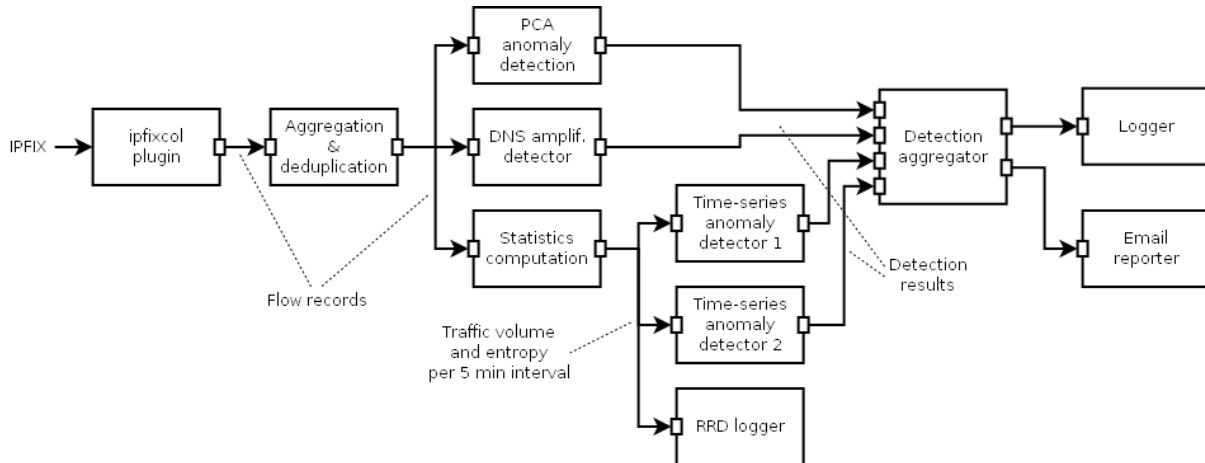 PCA
anomaly
detection
IPFIX
ipfixcol
plugin
Aggregation
&
deduplication
DNS amplif.
detector
Detection
aggregator
Logger
Statistics
computation
Time-series
anomaly
detector 1
Email
reporter
Flow records
Detection
results
Traffic volume
and entropy
per 5 min interval
Time-series
anomaly
detector 2
RRD logger